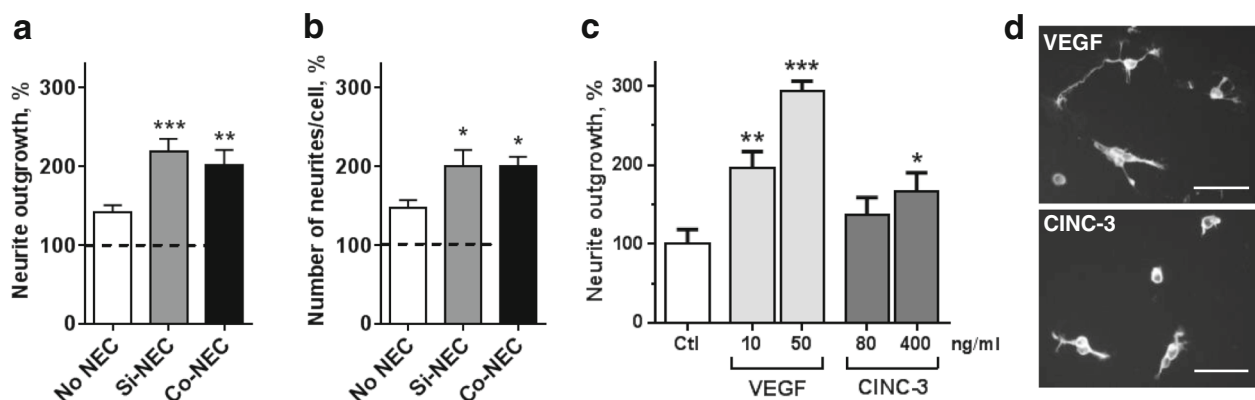 a
Neurite outgrowth, %
300
200
100
0
No NEC
Si-NEC
Co-NEC
***
**
b
Number of neurites/cell, %
300
200
100
0
No NEC
Si-NEC
Co-NEC
*
*
c
Neurite outgrowth, %
300
200
100
0
**
***
*
Ctl 10 50 80 400 ng/ml
VEGF CINC-3
d
VEGF
CINC-3